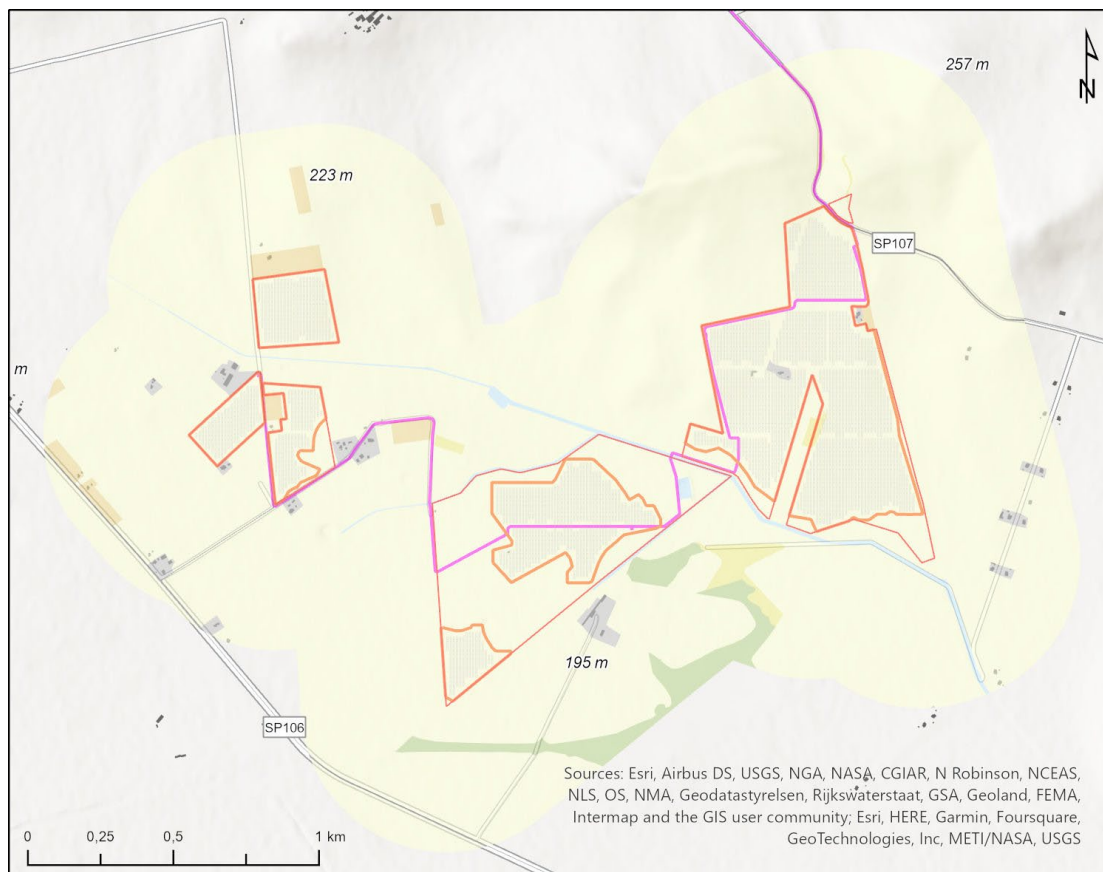 257 m
N
223 m
SP107
m
195 m
SP106
Sources: Esri, Airbus DS, USGS, NGA, NASA, CGIAR, N Robinson, NCEAS,
NLS, OS, NMA, Geodatastyrelsen, Rijkswaterstaat, GSA, Geoland, FEMA,
Intermap and the GIS user community; Esri, HERE, Garmin, Foursquare,
GeoTechnologies, Inc, METI/NASA, USGS
0 0,25 0,5 1 km